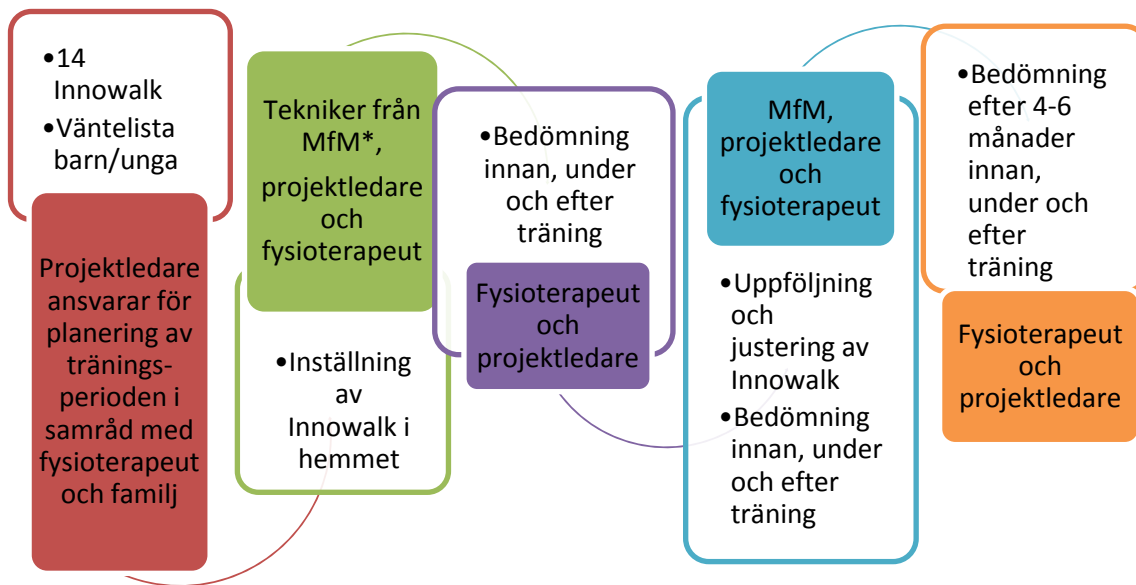 •14
Innowalk
•Väntelista
barn/unga
Projektledare
ansvarar för
planering av
tränings-
perioden i
samråd med
fysioterapeut
och familj
Tekniker från
MfM*,
projektledare
och
fysioterapeut
•Inställning
av
Innowalk i
hemmet
•Bedömning
innan, under
och efter
träning
Fysioterapeut
och
projektledare
MfM,
projektledare
och
fysioterapeut
•Uppföljning
och
justering av
Innowalk
•Bedömning
innan, under
och efter
träning
•Bedömning
efter 4-6
månader
innan,
under och
efter
träning
Fysioterapeut
och
projektledare